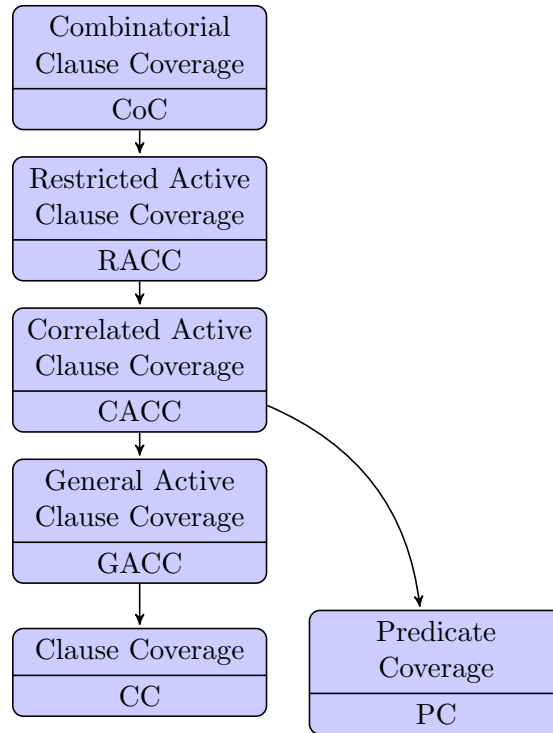 Combinatorial
Clause Coverage
CoC
Restricted Active
Clause Coverage
RACC
Correlated Active
Clause Coverage
CACC
General Active
Clause Coverage
GACC
Clause Coverage
CC
Predicate
Coverage
PC